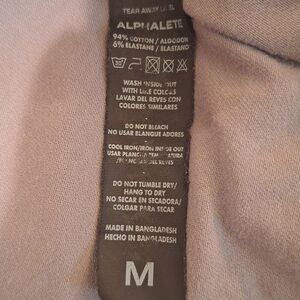 TEAR AWAY LABEL
ALPHALETE
94% COTTON / ALGODON
6% ELASTANE / ELASTANO
WASH INSIDE OUT
WITH LIKE COLORS
LAVAR DEL REVES CON
COLORES SIMILARES
DO NOT BLEACH
NO USAR BLANQUEADORES
COOL IRON/IRON INSIDE OUT
USAR
DO NOT TUMBLE DRY/
HANG TO DRY
NO SECAR EN SECADORA/
COLGAR PARA SECAR
MADE IN BANGLADESH
HECHO EN BANGLADESH
M